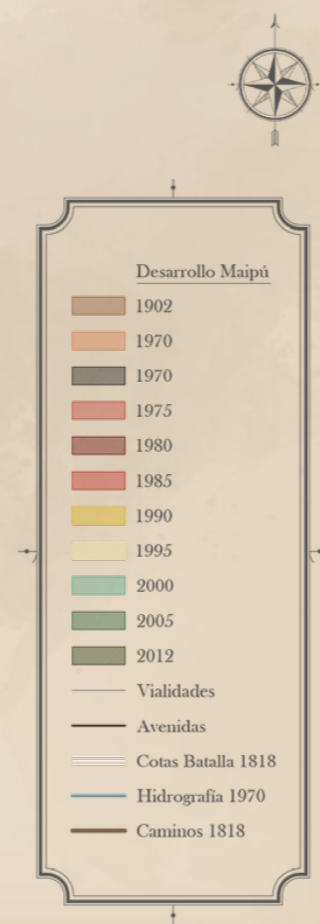 Desarrollo Maipú
1902
1970
1970
1975
1980
1985
1990
1995
2000
2005
2012
Vialidades
Avenidas
Cotas Batalla 1818
Hidrografía 1970
Caminos 1818